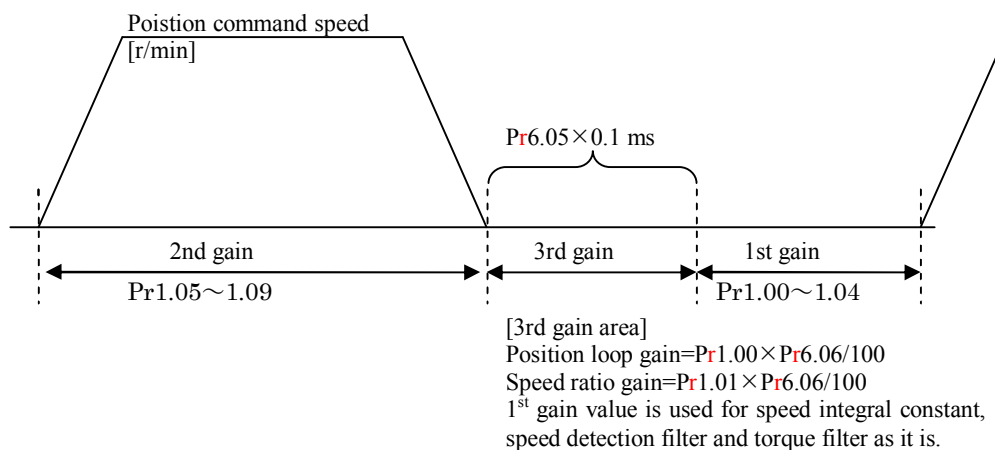 Poistion command speed
[r/min]
Pr6.05×0.1 ms
2nd gain
3rd gain
1st gain
Pr1.05～1.09
Pr1.00～1.04
[3rd gain area]
Position loop gain=Pr1.00×Pr6.06/100
Speed ratio gain=Pr1.01×Pr6.06/100
1st gain value is used for speed integral constant,
speed detection filter and torque filter as it is.